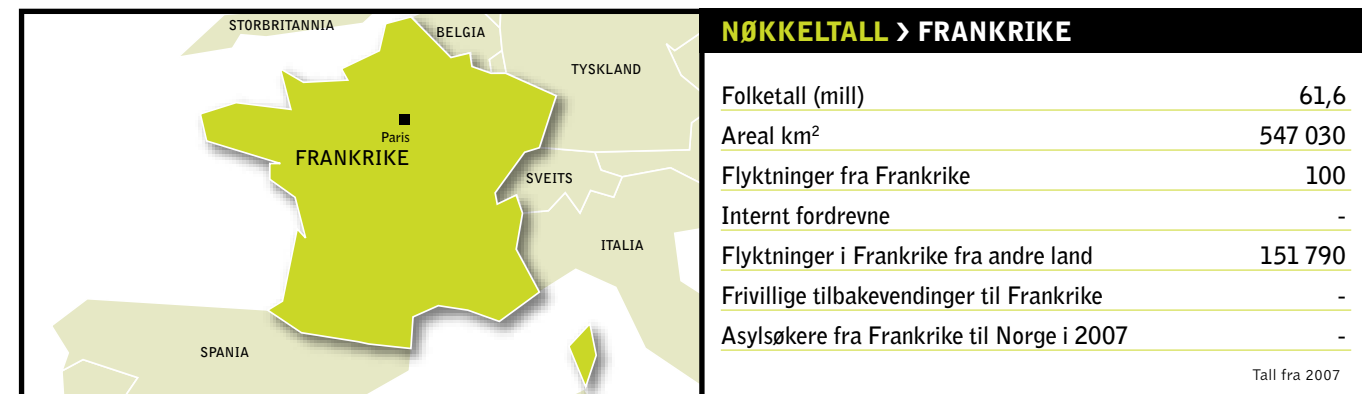 STORBRITANNIA
BELGIA
TYSKLAND
Paris
FRANKRIKE
SVEITS
ITALIA
SPANIA
NØKKELTALL > FRANKRIKE
Folketall (mill) 61,6
Areal km² 547 030
Flyktninger fra Frankrike 100
Internt fordrevne -
Flyktninger i Frankrike fra andre land 151 790
Frivillige tilbakevendinger til Frankrike -
Asylsøkere fra Frankrike til Norge i 2007 -
Tall fra 2007